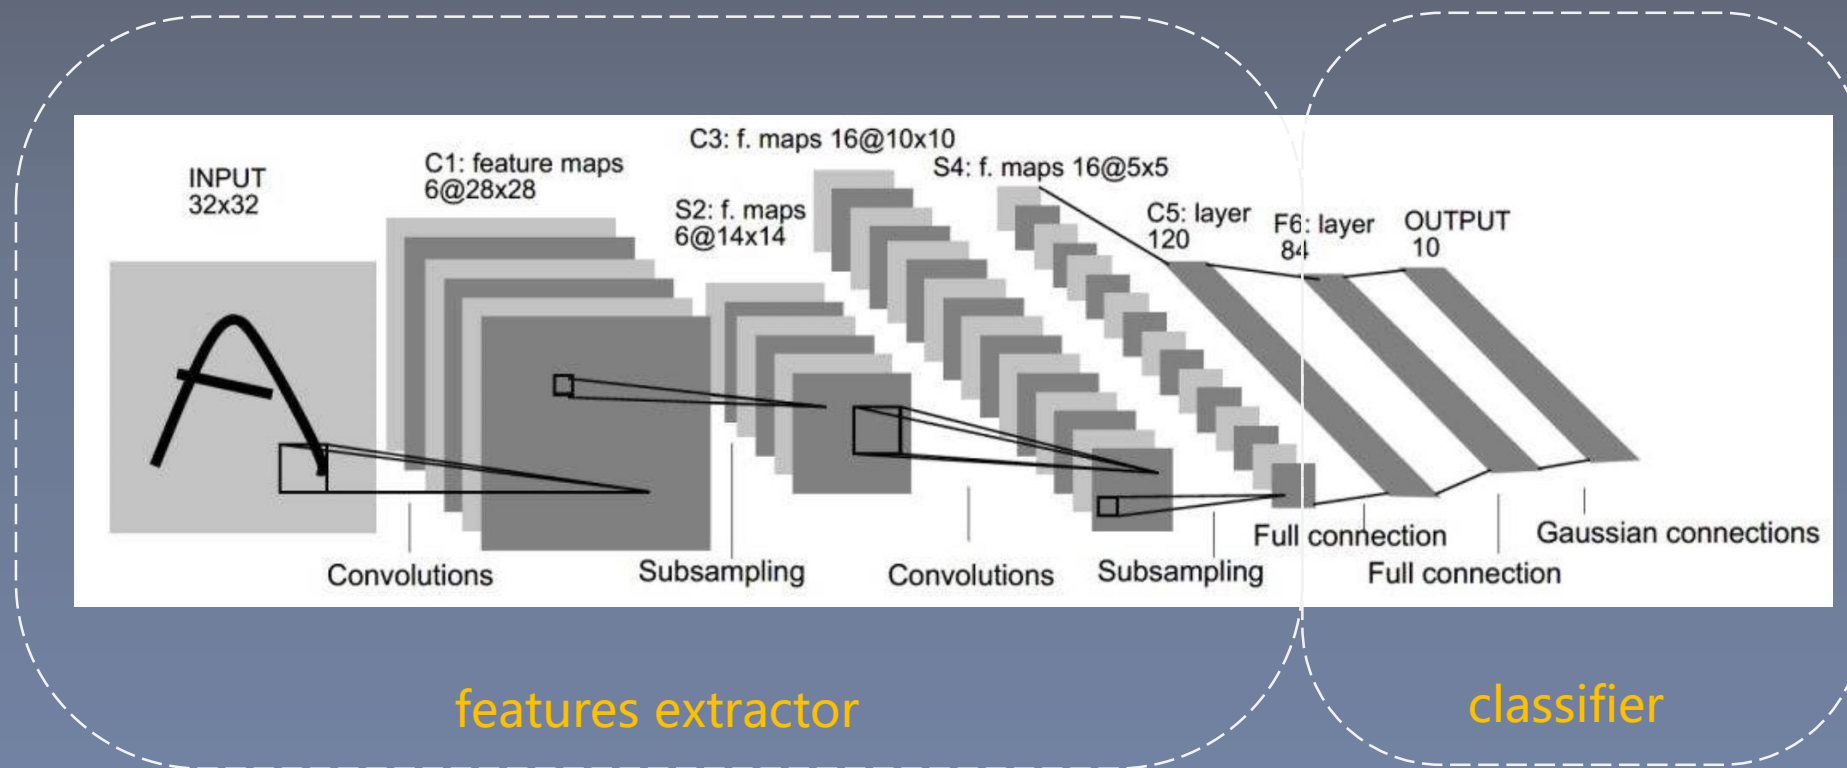 INPUT
32x32
C1: feature maps
6@28x28
S2: f. maps
6@14x14
C3: f. maps 16@10x10
S4: f. maps 16@5x5
C5: layer
120
F6: layer
84
OUTPUT
10
Convolutions
Subsampling
Convolutions
Subsampling
Full connection
Full connection
Gaussian connections
features extractor
classifier